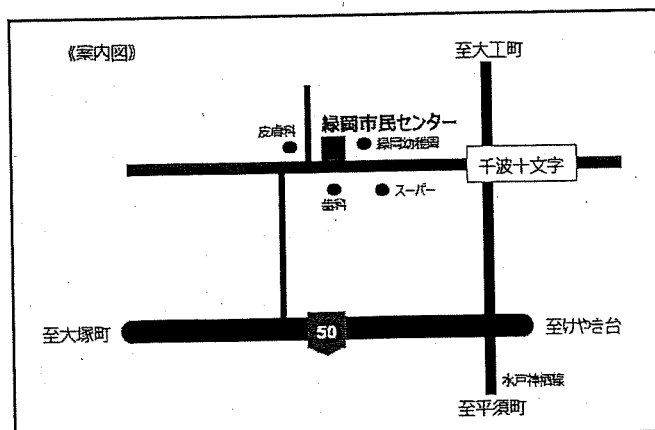 《案内図》
至大工町
緑岡市民センター
皮膚科
緑岡幼稚園
千波十文字
歯科
スーパー
至大塚町
50
至けやき台
水戸神栖線
至平須町